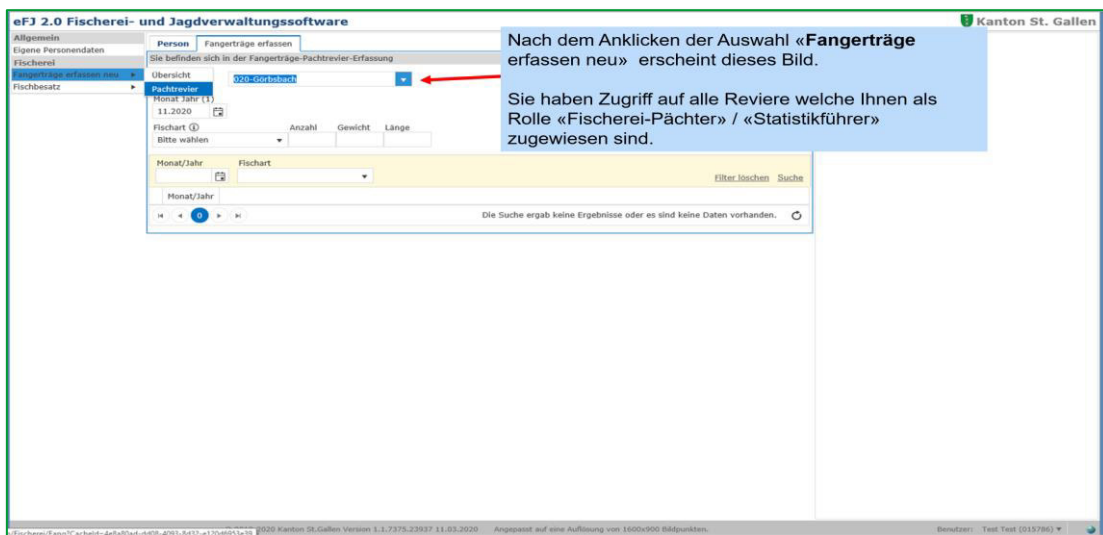 eFJ 2.0 Fischerei- und Jagdverwaltungssoftware
Kanton St. Gallen
Allgemein
Eigene Personendaten
Fischerei
Fangerträge erfassen neu
Fischbesatz
Person
Fangerträge erfassen
Sie befinden sich in der Fangerträge-Pachtrevier-Erfassung
Übersicht
Pachtrevier
020-Görbsbach
Monat Jahr (1)
11.2020
Fischart
Anzahl
Gewicht
Länge
Bitte wählen
Nach dem Anklicken der Auswahl «Fangerträge
erfassen neu» erscheint dieses Bild.
Sie haben Zugriff auf alle Reviere welche Ihnen als
Rolle «Fischerei-Pächter» / «Statistikführer»
zugewiesen sind.
Monat/Jahr
Fischart
Filter löschen
Suche
Monat/Jahr
0
Die Suche ergab keine Ergebnisse oder es sind keine Daten vorhanden.
2020 Kanton St.Gallen Version 1.1.7375.23937 11.03.2020
Angepasst auf eine Auflösung von 1600x900 Bildpunkten.
Benutzer: Test Test (015786)